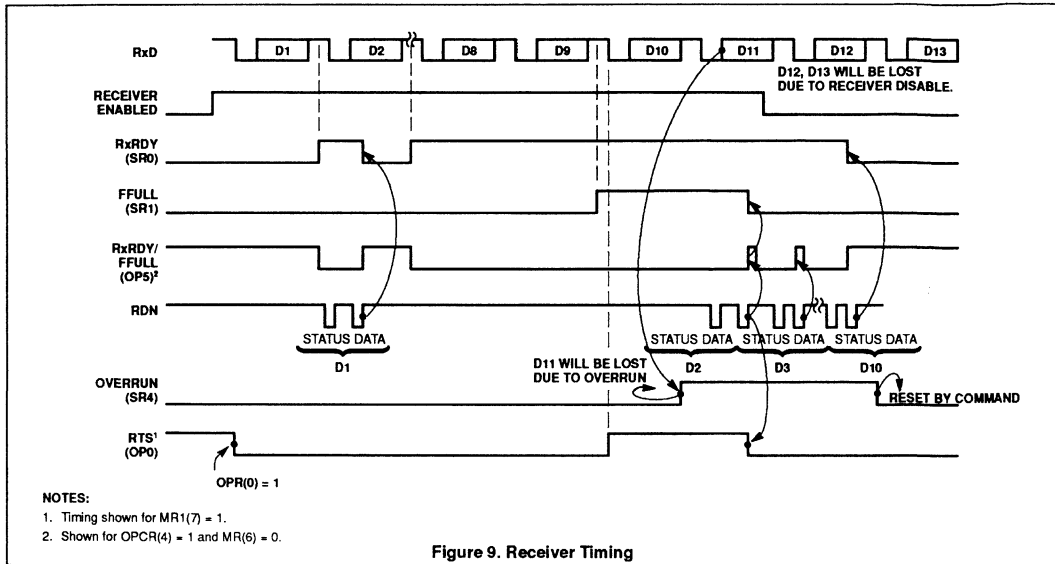 RxD
D1
D2
D8
D9
D10
D11
D12
D13
D12, D13 WILL BE LOST
DUE TO RECEIVER DISABLE.
RECEIVER
ENABLED
RxRDY
(SR0)
FFULL
(SR1)
RxRDY/
FFULL
(OP5)²
RDN
STATUS DATA
STATUS DATA
STATUS DATA
STATUS DATA
D1
D2
D3
D10
D11 WILL BE LOST
DUE TO OVERRUN
OVERRUN
(SR4)
RESET BY COMMAND
RTS¹
(OP0)
OPR(0) = 1
NOTES:
1. Timing shown for MR1(7) = 1.
2. Shown for OPCR(4) = 1 and MR(6) = 0.
Figure 9. Receiver Timing